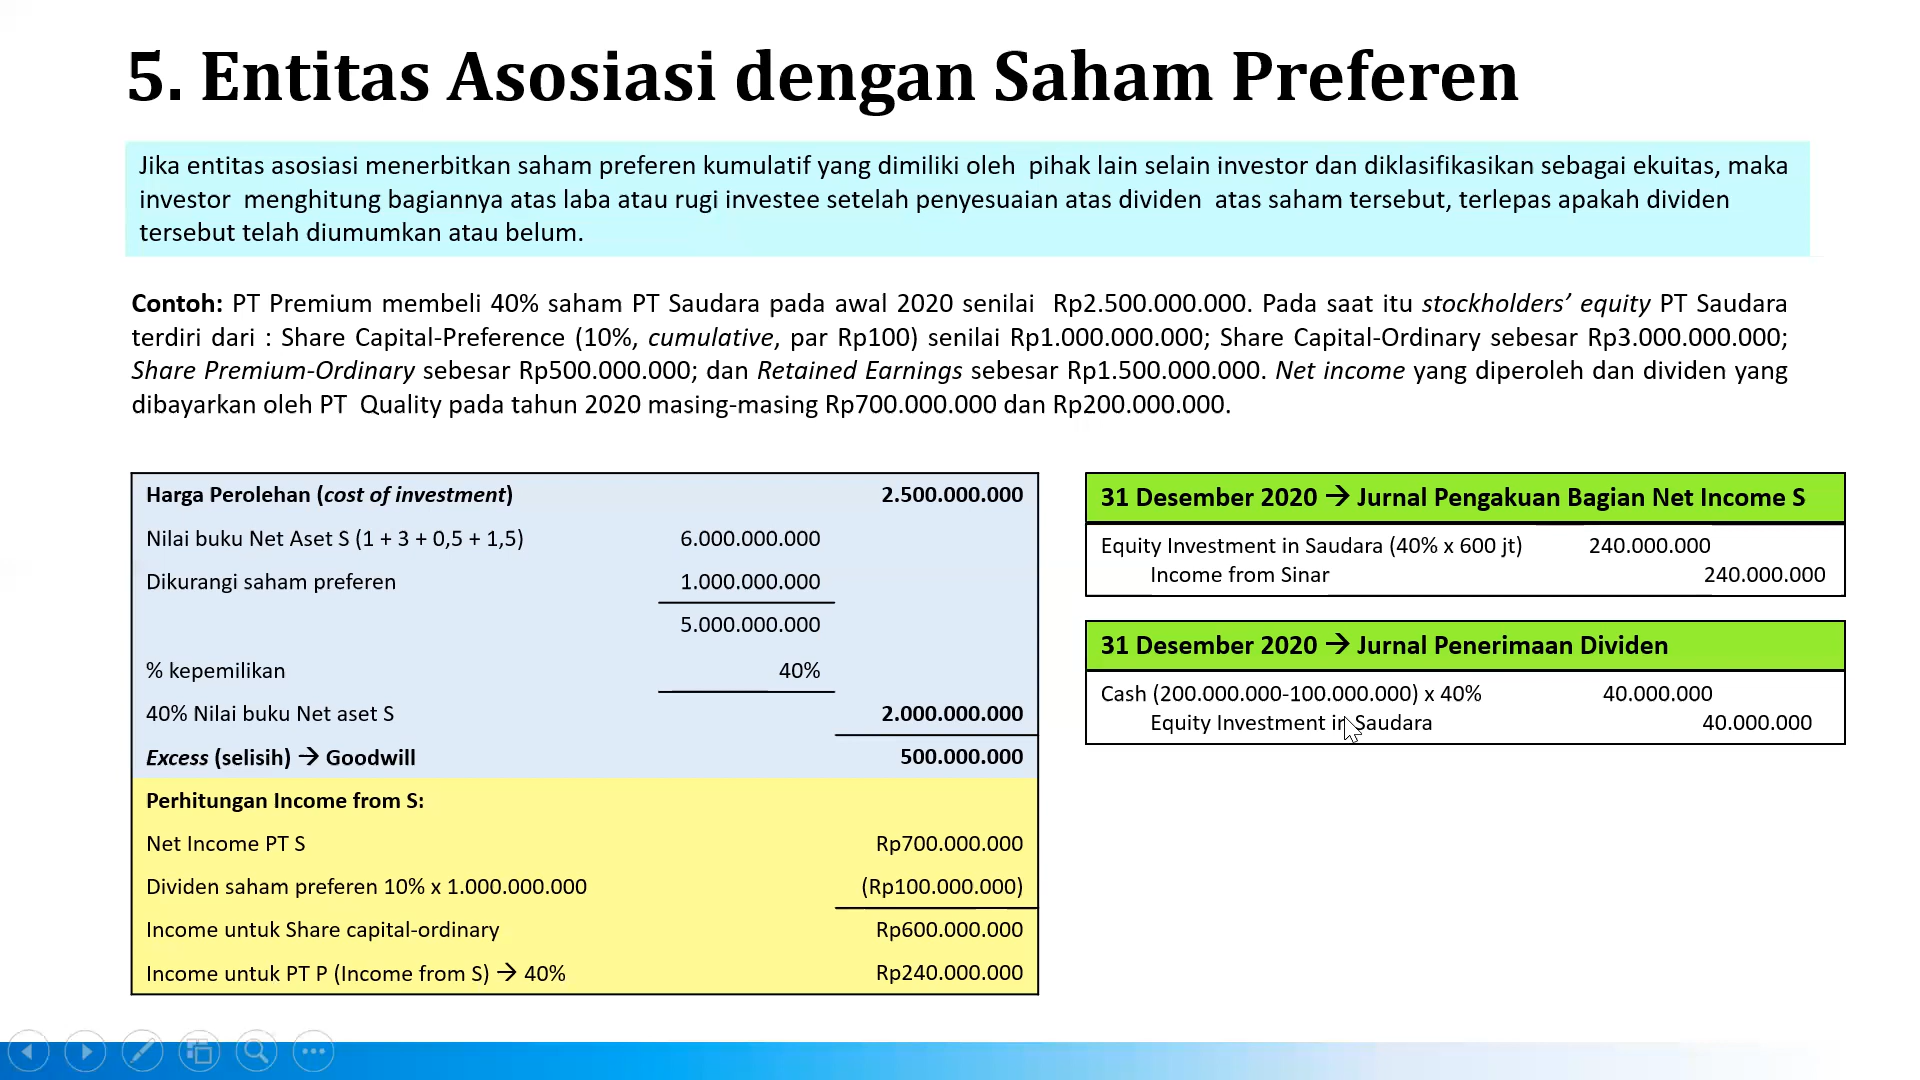 5. Entitas Asosiasi dengan Saham Preferen
Jika entitas asosiasi menerbitkan saham preferen kumulatif yang dimiliki oleh pihak lain selain investor dan diklasifikasikan sebagai ekuitas, maka
investor menghitung bagiannya atas laba atau rugi investee setelah penyesuaian atas dividen atas saham tersebut, terlepas apakah dividen
tersebut telah diumumkan atau belum.
Contoh: PT Premium membeli 40% saham PT Saudara pada awal 2020 senilai Rp2.500.000.000. Pada saat itu stockholders’ equity PT Saudara
terdiri dari : Share Capital-Preference (10%, cumulative, par Rp100) senilai Rp1.000.000.000; Share Capital-Ordinary sebesar Rp3.000.000.000;
Share Premium-Ordinary sebesar Rp500.000.000; dan Retained Earnings sebesar Rp1.500.000.000. Net income yang diperoleh dan dividen yang
dibayarkan oleh PT Quality pada tahun 2020 masing-masing Rp700.000.000 dan Rp200.000.000.
Harga Perolehan (cost of investment) 2.500.000.000
Nilai buku Net Aset S (1 + 3 + 0,5 + 1,5) 6.000.000.000
Dikurangi saham preferen 1.000.000.000
5.000.000.000
% kepemilikan 40%
40% Nilai buku Net aset S 2.000.000.000
Excess (selisih) → Goodwill 500.000.000
Perhitungan Income from S:
Net Income PT S Rp700.000.000
Dividen saham preferen 10% x 1.000.000.000 (Rp100.000.000)
Income untuk Share capital-ordinary Rp600.000.000
Income untuk PT P (Income from S) → 40% Rp240.000.000
31 Desember 2020 → Jurnal Pengakuan Bagian Net Income S
Equity Investment in Saudara (40% x 600 jt) 240.000.000
Income from Sinar 240.000.000
31 Desember 2020 → Jurnal Penerimaan Dividen
Cash (200.000.000-100.000.000) x 40% 40.000.000
Equity Investment in Saudara 40.000.000